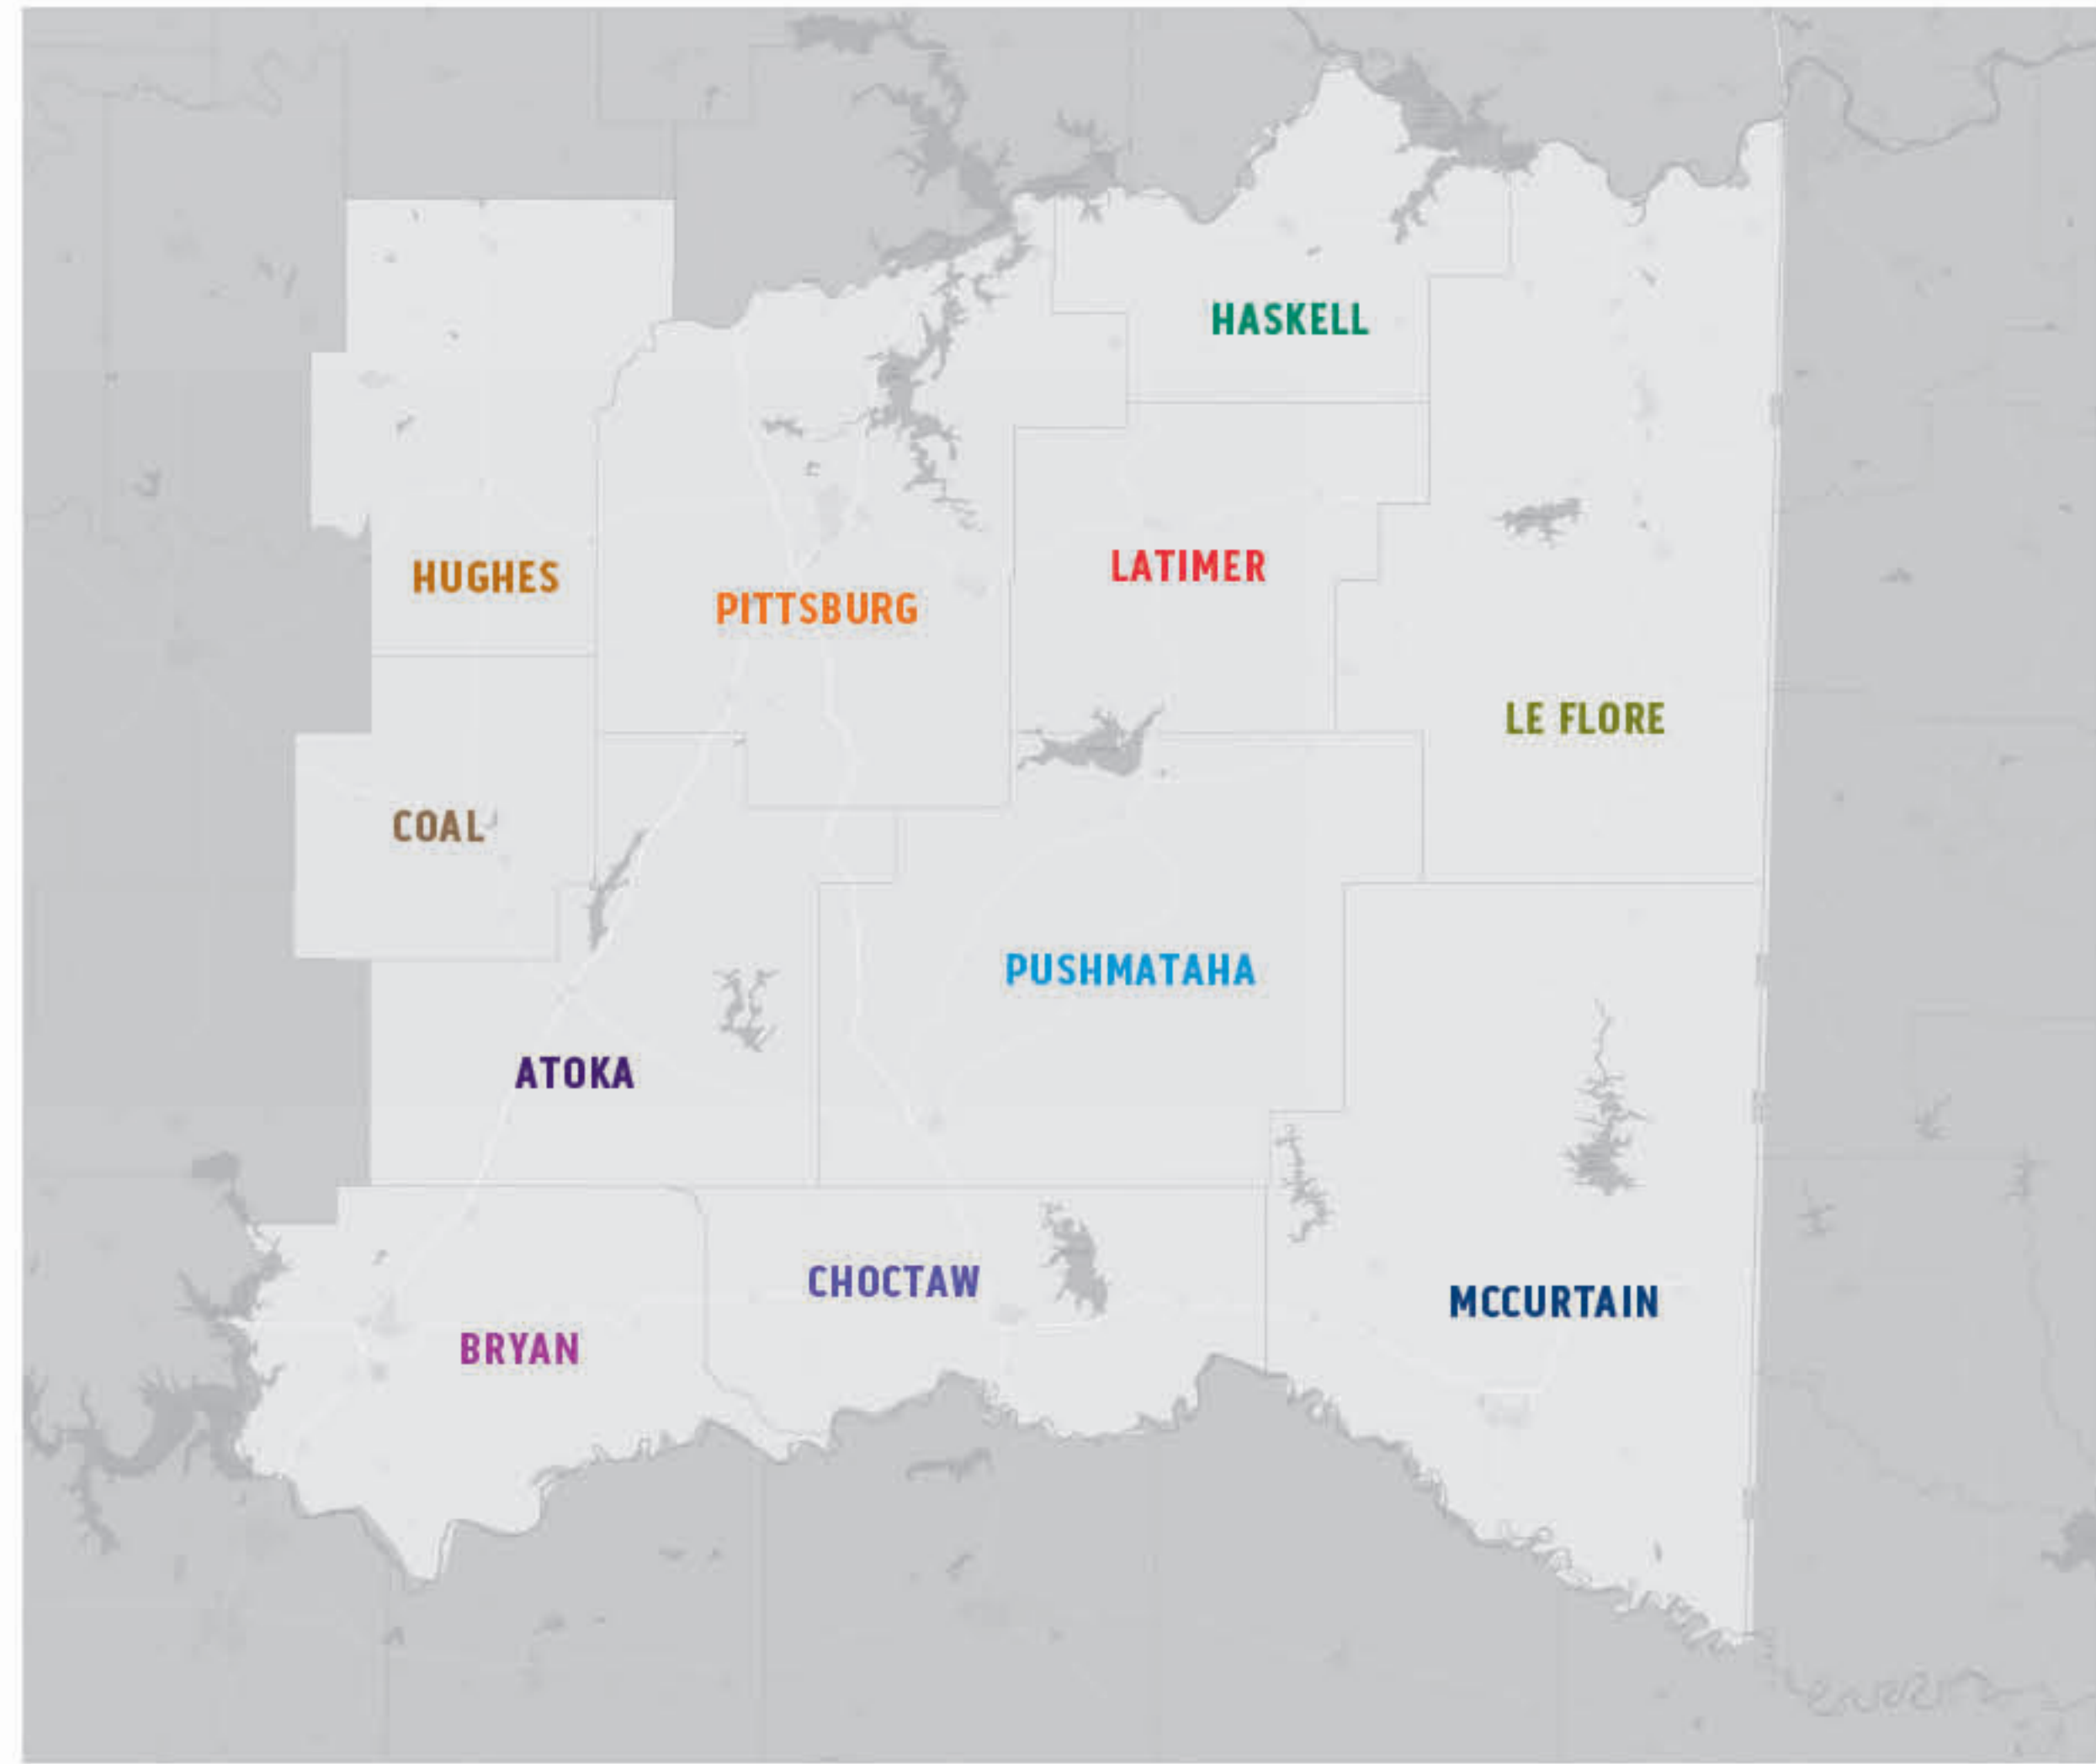 HASKELL
LATIMER
HUGHES
PITTSBURG
LE FLORE
COAL
PUSHMATAHA
ATOKA
CHOCTAW
MCCURTAIN
BRYAN